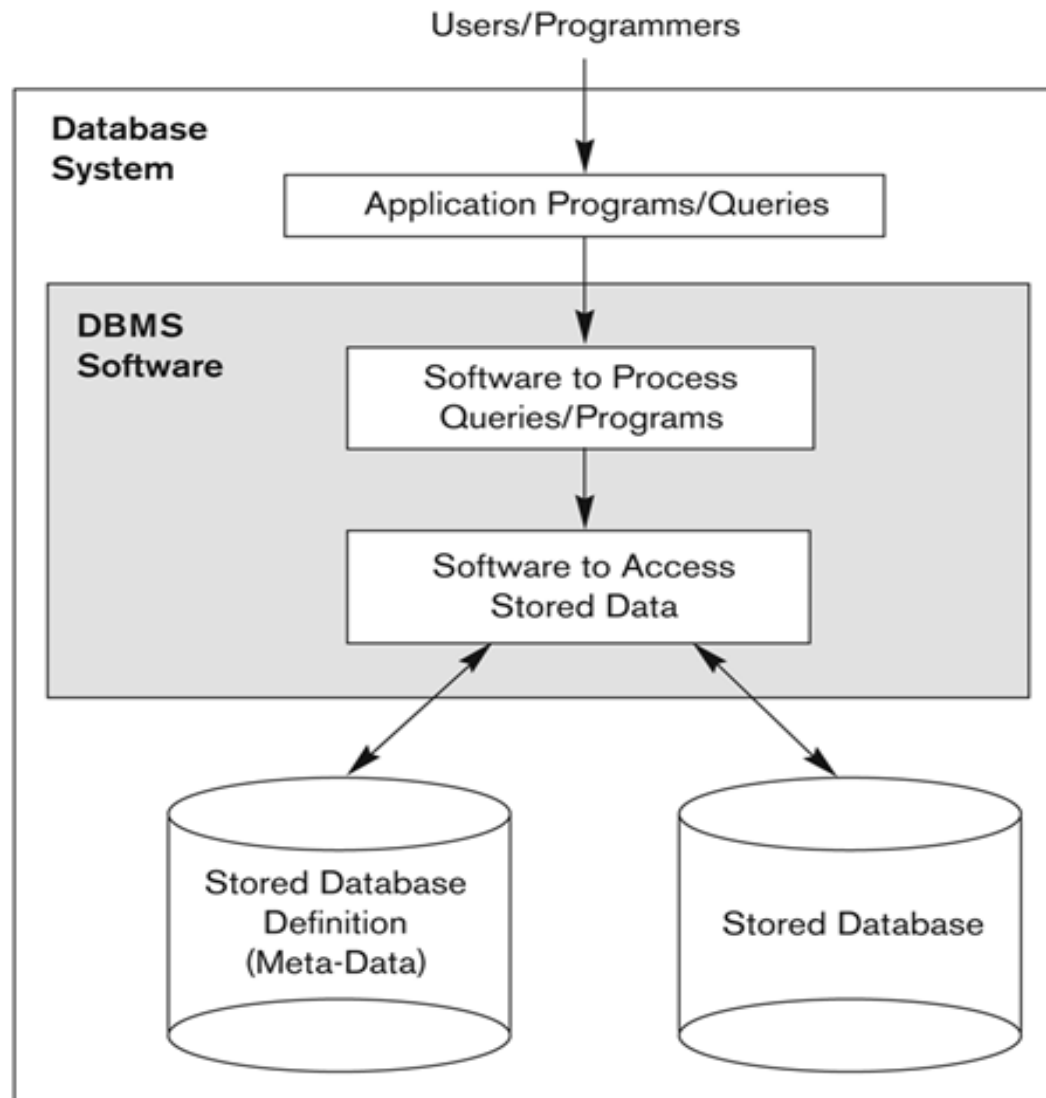 Users/Programmers
Database
System
Application Programs/Queries
DBMS
Software
Software to Process
Queries/Programs
Software to Access
Stored Data
Stored Database
Definition
(Meta-Data)
Stored Database